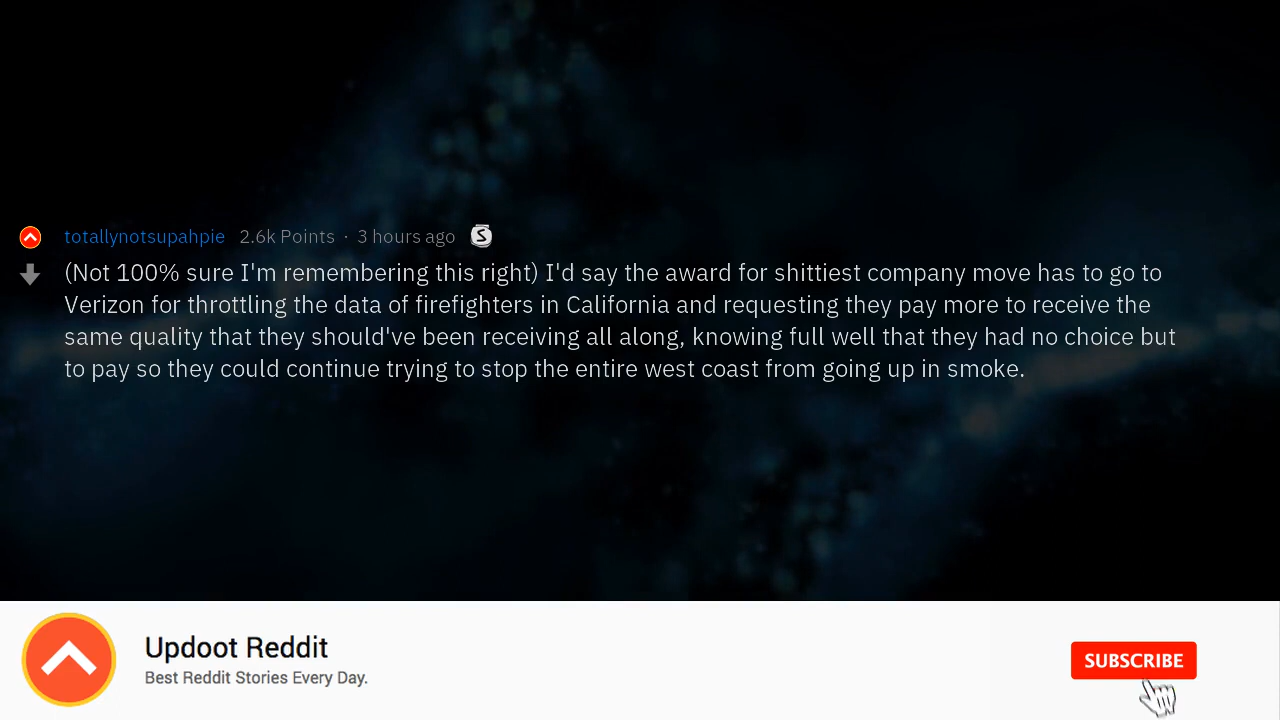 totallynotsupahpie 2.6k Points · 3 hours ago S
(Not 100% sure I'm remembering this right) I'd say the award for shittiest company move has to go to
Verizon for throttling the data of firefighters in California and requesting they pay more to receive the
same quality that they should've been receiving all along, knowing full well that they had no choice but
to pay so they could continue trying to stop the entire west coast from going up in smoke.
Updoot Reddit
Best Reddit Stories Every Day.
SUBSCRIBE